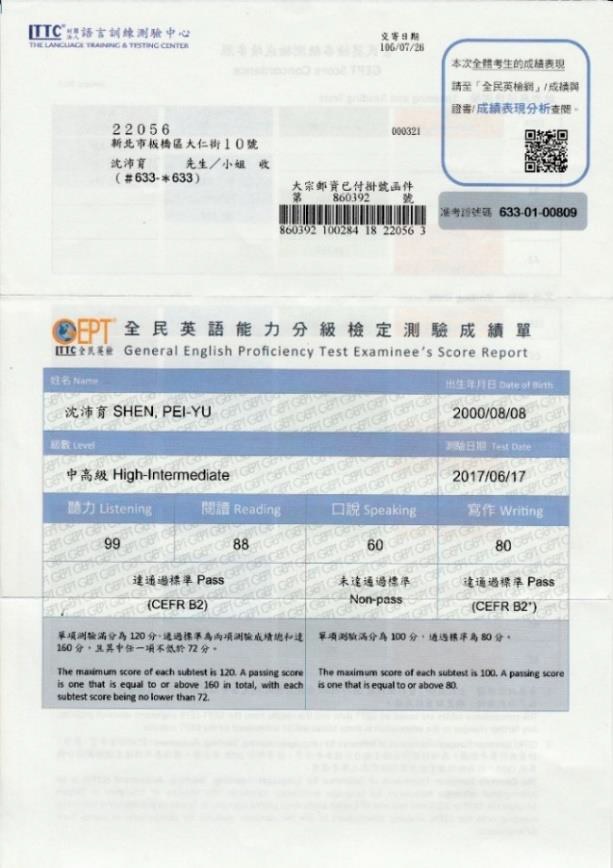 LTTC 財團法人 語言訓練測驗中心
THE LANGUAGE TRAINING & TESTING CENTER
交寄日期
106/07/26
本次全體考生的成績表現
請至「全民英檢網」/成績與
證書/成績表現分析查閱。
22056
新北市板橋區大仁街10號
沈沛育 先生/小姐 收
(#633-*633)
000321
大宗郵資已付掛號函件
第 860392 號
860392 100284 18 22056 3
准考證號碼 633-01-00809
GEPT 全民英語能力分級檢定測驗成績單
LTTC 全民英檢 General English Proficiency Test Examinee's Score Report
姓名 Name 出生年月日 Date of Birth
沈沛育 SHEN, PEI-YU 2000/08/08
級數 Level 測驗日期 Test Date
中高級 High-Intermediate 2017/06/17
聽力 Listening 閱讀 Reading 口說 Speaking 寫作 Writing
99 88 60 80
達通過標準 Pass 未達通過標準 達通過標準 Pass
(CEFR B2) Non-pass (CEFR B2*)
單項測驗滿分為 120 分,通過標準為兩項測驗成績總和達
160 分,且其中任一項不低於 72 分。
The maximum score of each subtest is 120. A passing score
is one that is equal to or above 160 in total, with each
subtest score being no lower than 72.
單項測驗滿分為 100 分,通過標準為 80 分。
The maximum score of each subtest is 100. A passing score
is one that is equal to or above 80.